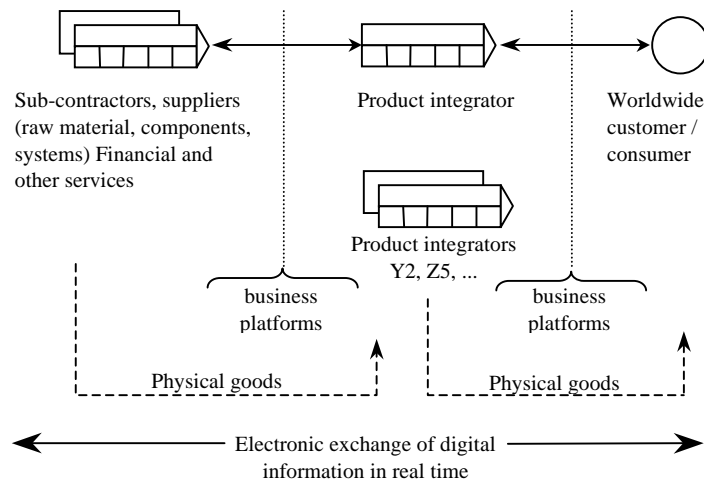 Sub-contractors, suppliers
(raw material, components,
systems) Financial and
other services
Product integrator
Worldwide
customer /
consumer
Product integrators
Y2, Z5, ...
business
platforms
business
platforms
Physical goods
Physical goods
Electronic exchange of digital
information in real time